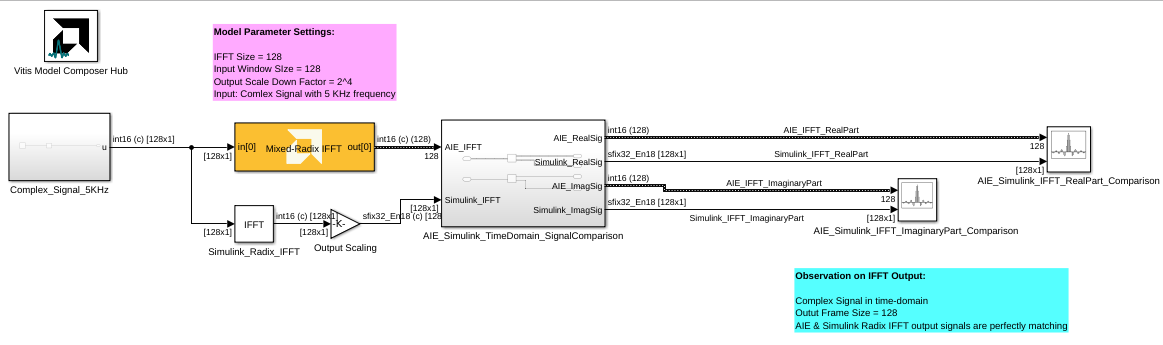 Vitis Model Composer Hub
Model Parameter Settings:
IFFT Size = 128
Input Window SIze = 128
Output Scale Down Factor = 2^4
Input: Comlex Signal with 5 KHz frequency
u
Complex_Signal_5KHz
int16 (c) [128x1]
[128x1]
in[0]
Mixed-Radix IFFT
out[0]
int16 (c) (128)
128
[128x1]
IFFT
Simulink_Radix_IFFT
int16 (c) [128x1]
[128x1]
-K-
Output Scaling
sfix32_En18 (c) [128
[128x1]
AIE_IFFT
Simulink_IFFT
AIE_RealSig
Simulink_RealSig
AIE_ImagSig
Simulink_ImagSig
AIE_Simulink_TimeDomain_SignalComparison
int16 (128)
AIE_IFFT_RealPart
128
sfix32_En18 [128x1]
Simulink_IFFT_RealPart
[128x1]
AIE_Simulink_IFFT_RealPart_Comparison
int16 (128)
AIE_IFFT_ImaginaryPart
128
sfix32_En18 [128x1]
Simulink_IFFT_ImaginaryPart
[128x1]
AIE_Simulink_IFFT_ImaginaryPart_Comparison
Observation on IFFT Output:
Complex Signal in time-domain
Outut Frame Size = 128
AIE & Simulink Radix IFFT output signals are perfectly matching